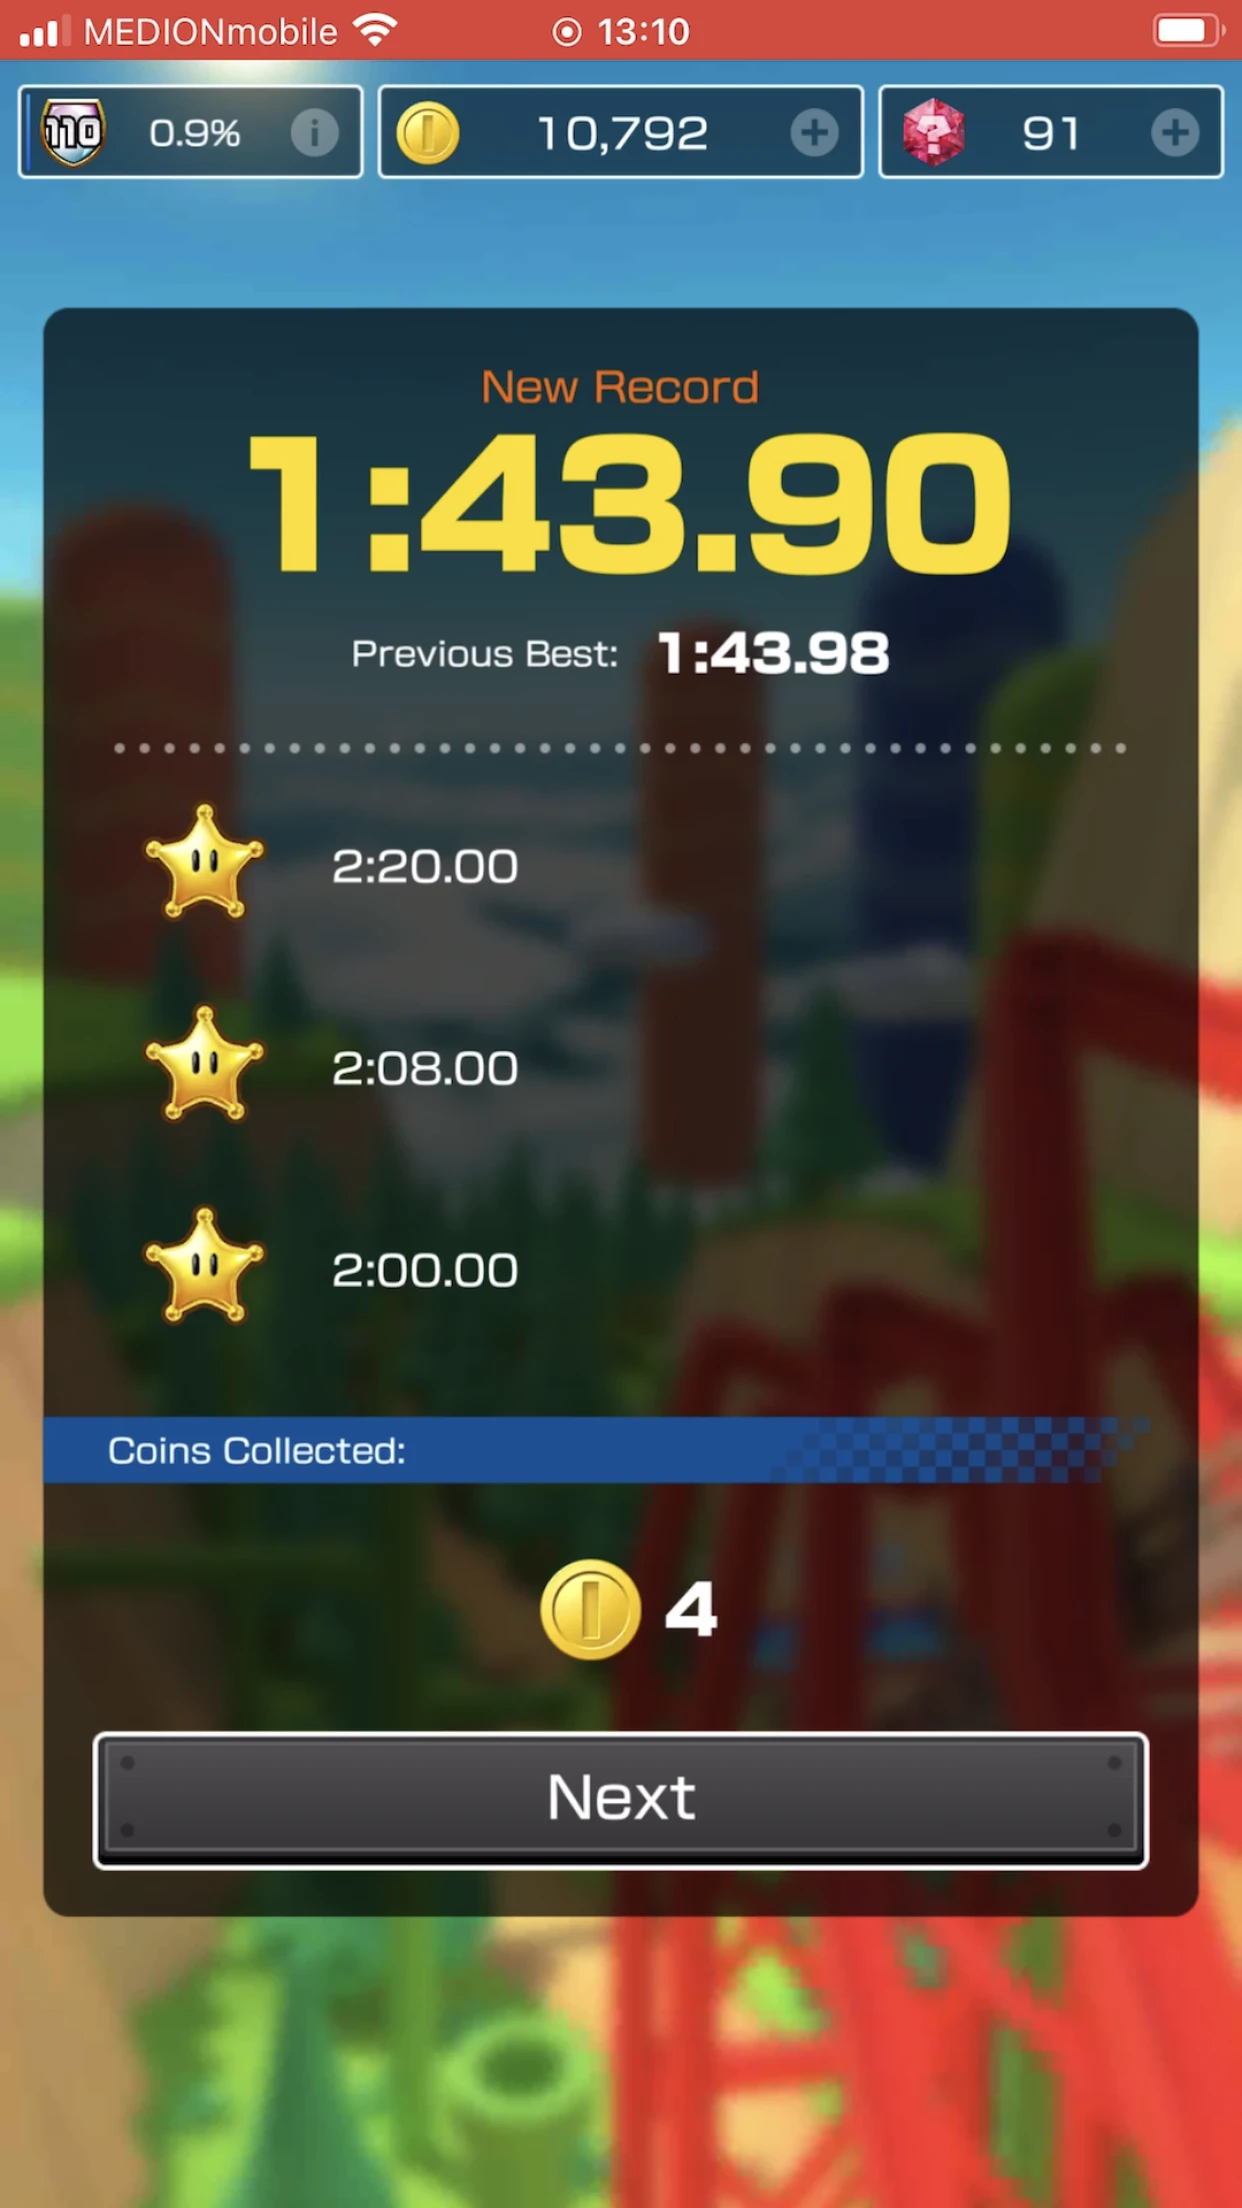 MEDIONmobile 13:10
110 0.9% i 10,792 + ? 91 +
New Record
1:43.90
Previous Best: 1:43.98
2:20.00
2:08.00
2:00.00
Coins Collected:
4
Next